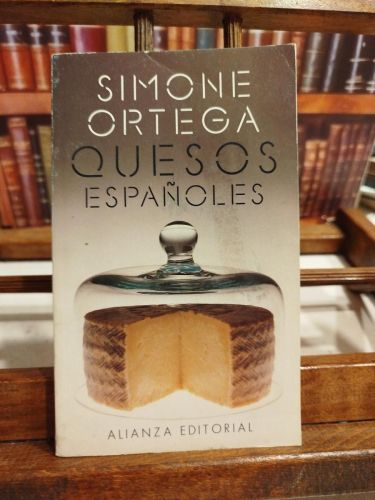 SIMONE
ORTEGA
QUESOS
ESPAÑOLES
ALIANZA EDITORIAL